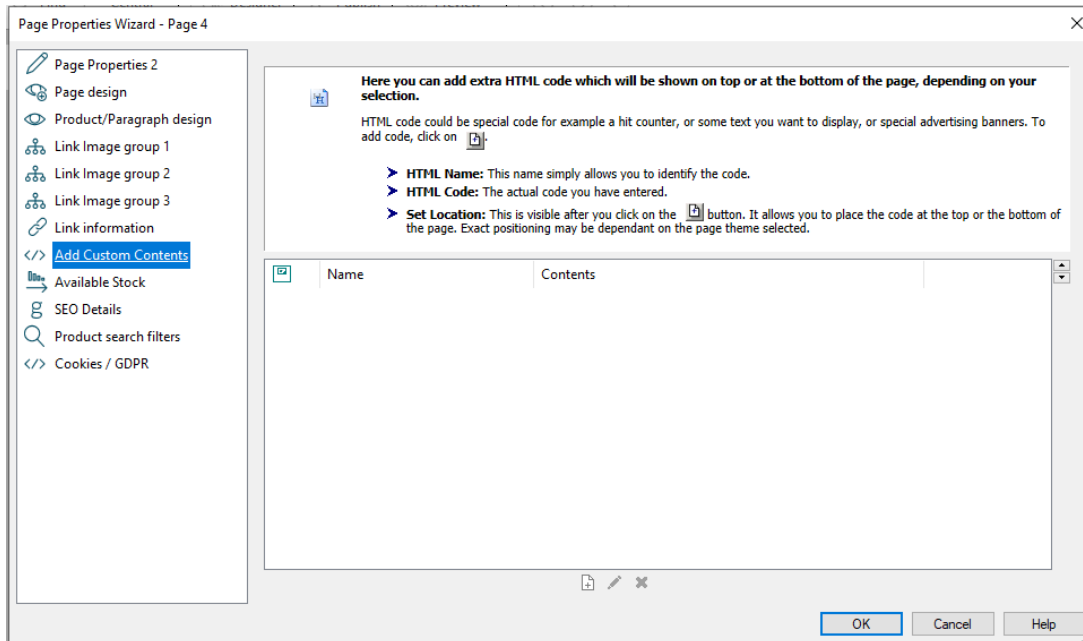 Page Properties Wizard - Page 4
Page Properties 2
Page design
Product/Paragraph design
Link Image group 1
Link Image group 2
Link Image group 3
Link information
Add Custom Contents
Available Stock
SEO Details
Product search filters
Cookies / GDPR
Here you can add extra HTML code which will be shown on top or at the bottom of the page, depending on your
selection.
HTML code could be special code for example a hit counter, or some text you want to display, or special advertising banners. To
add code, click on .
HTML Name: This name simply allows you to identify the code.
HTML Code: The actual code you have entered.
Set Location: This is visible after you click on the button. It allows you to place the code at the top or the bottom of
the page. Exact positioning may be dependant on the page theme selected.
Name Contents
OK Cancel Help